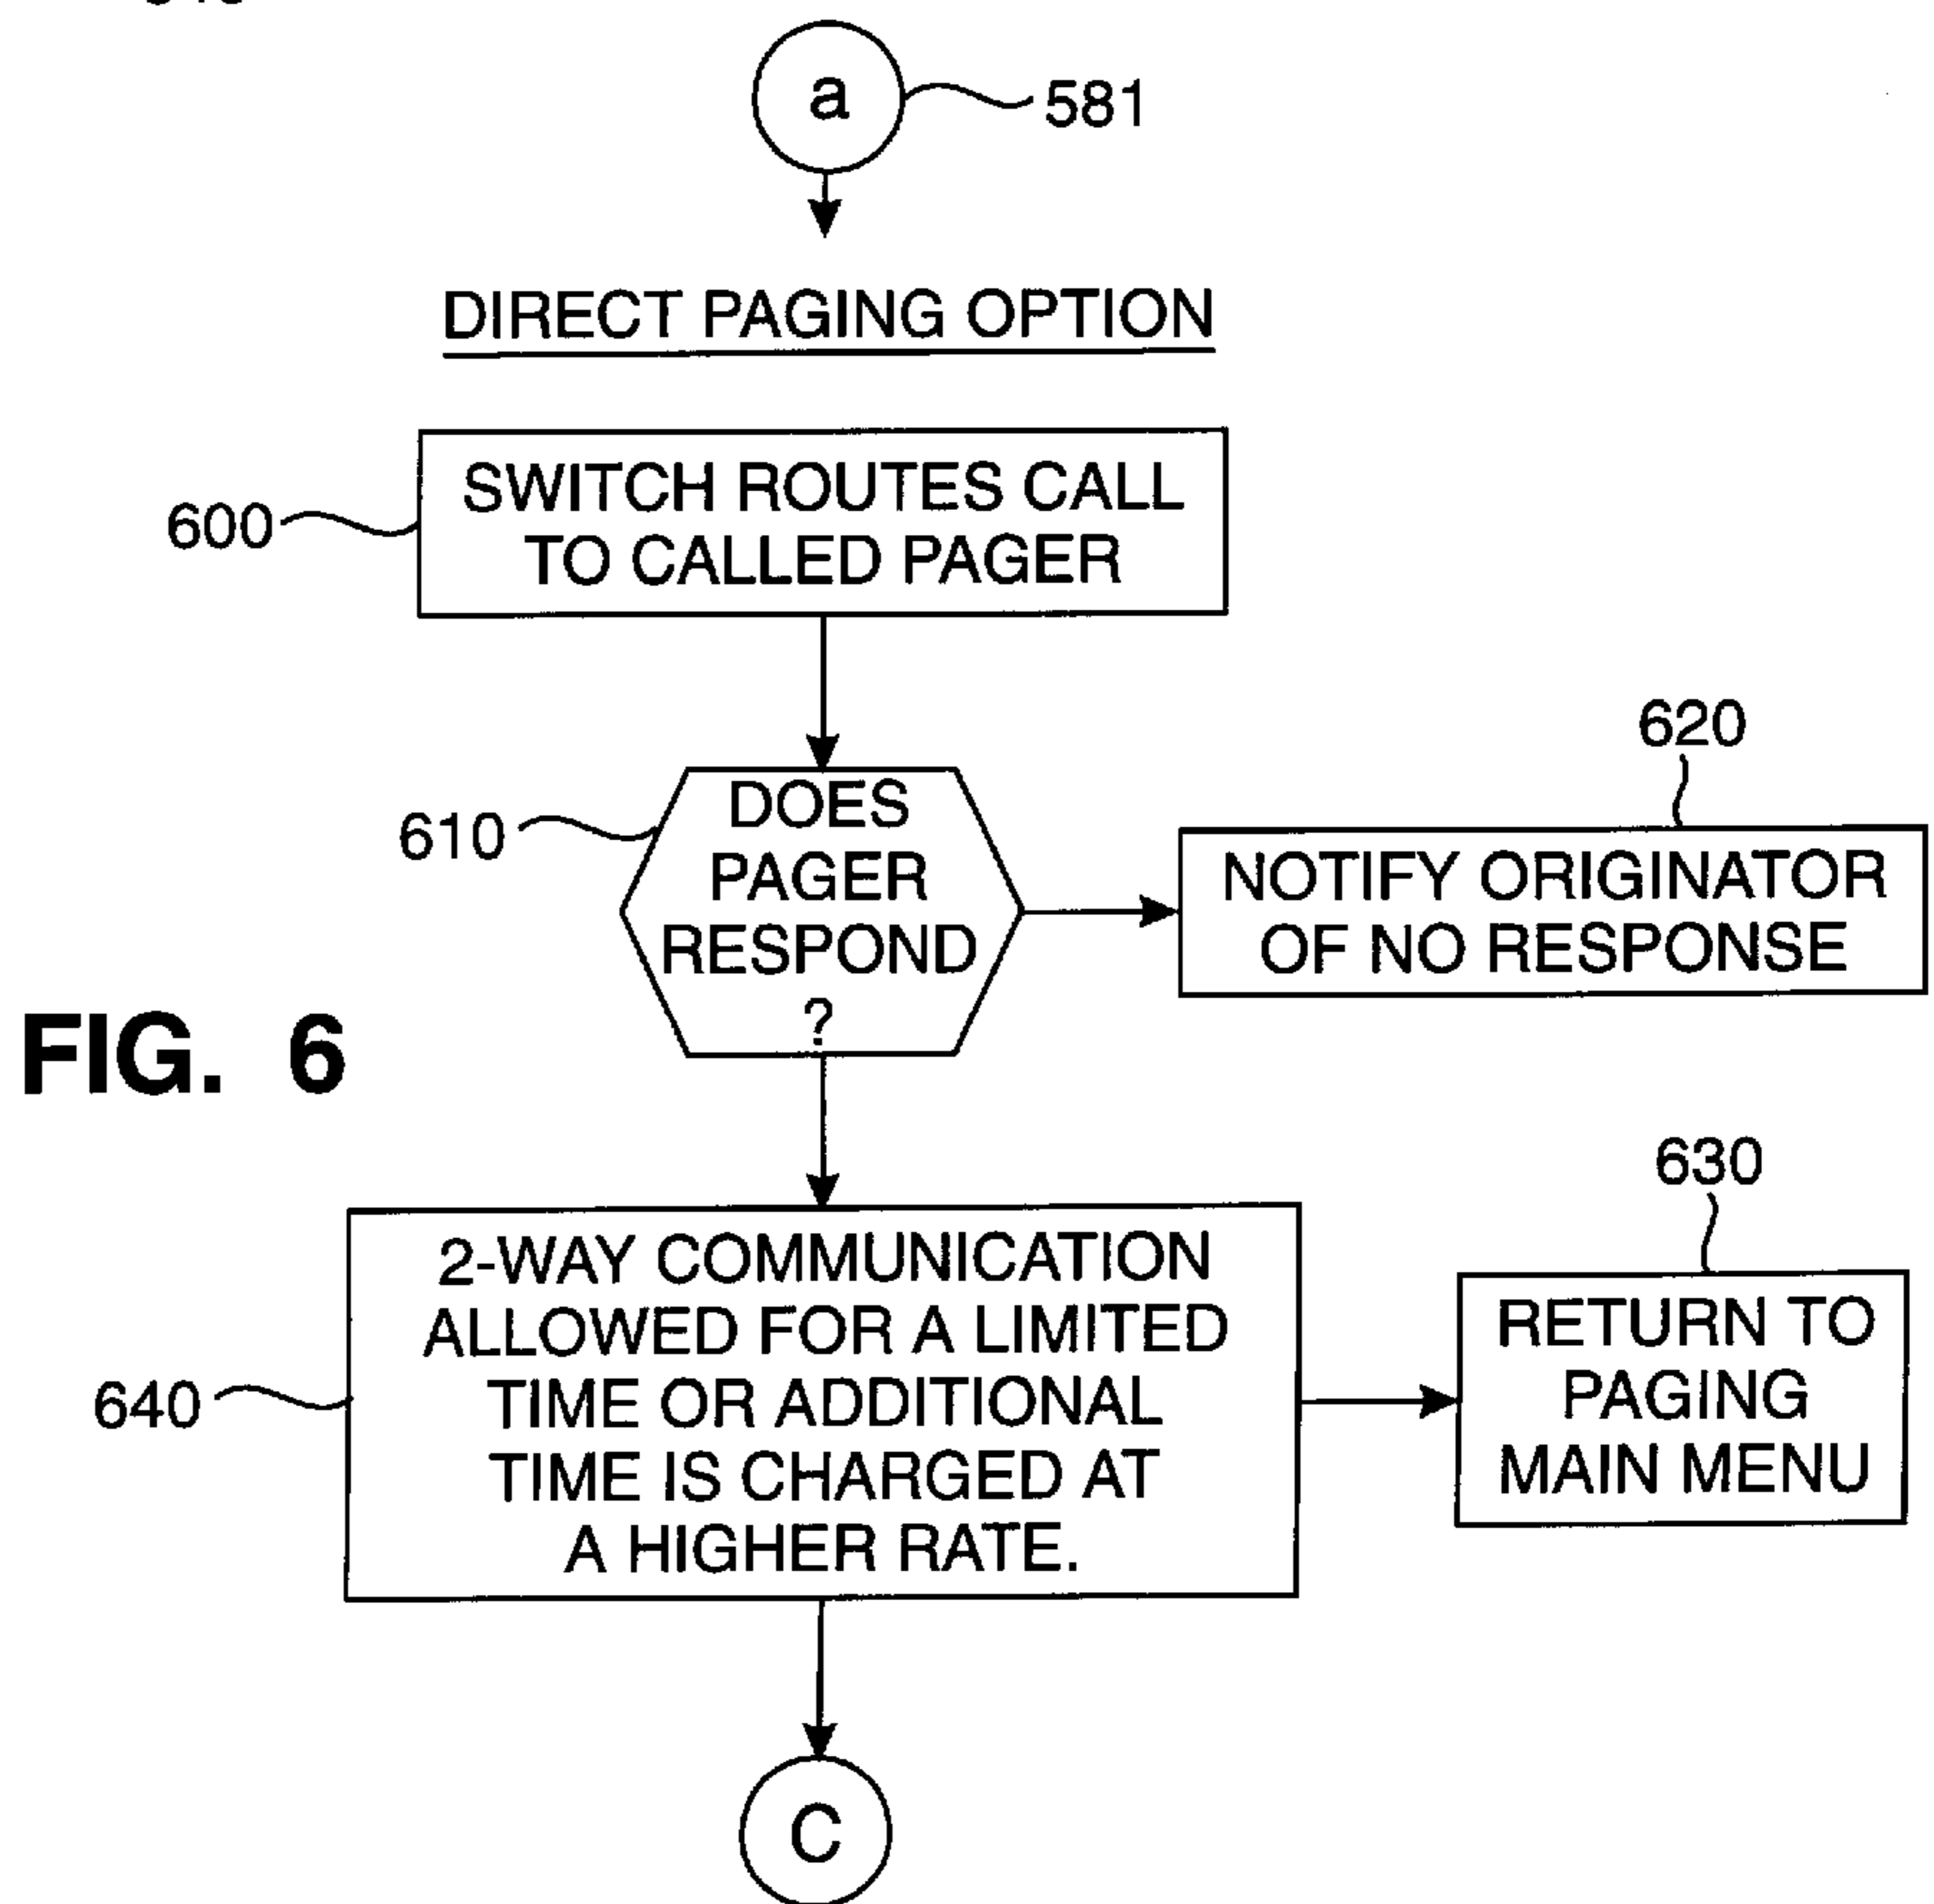 a
581
DIRECT PAGING OPTION
SWITCH ROUTES CALL
TO CALLED PAGER
600
620
DOES
PAGER
RESPOND
?
610
NOTIFY ORIGINATOR
OF NO RESPONSE
FIG. 6
630
2-WAY COMMUNICATION
ALLOWED FOR A LIMITED
TIME OR ADDITIONAL
TIME IS CHARGED AT
A HIGHER RATE.
640
RETURN TO
PAGING
MAIN MENU
C